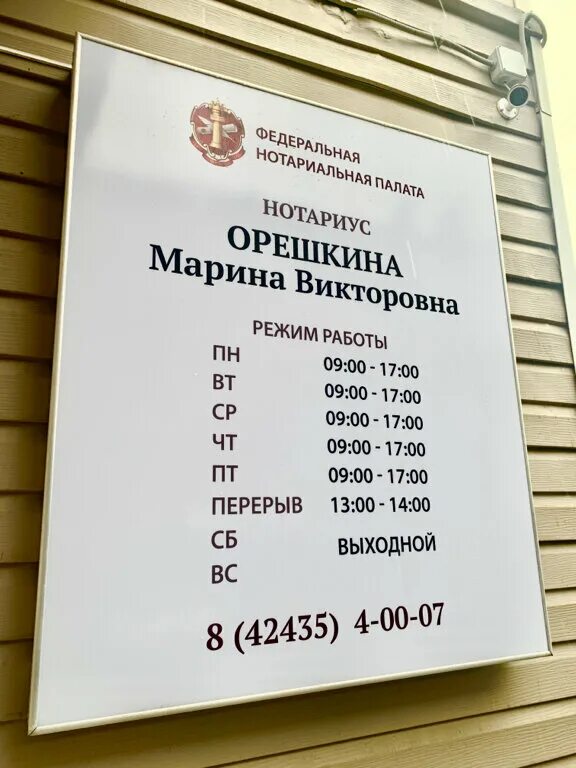 ФЕДЕРАЛЬНАЯ
НОТАРИАЛЬНАЯ ПАЛАТА
НОТАРИУС
ОРЕШКИНА
Марина Викторовна
РЕЖИМ РАБОТЫ
ПН 09:00 - 17:00
ВТ 09:00 - 17:00
СР 09:00 - 17:00
ЧТ 09:00 - 17:00
ПТ 09:00 - 17:00
ПЕРЕРЫВ 13:00 - 14:00
СБ ВЫХОДНОЙ
ВС
8 (42435) 4-00-07